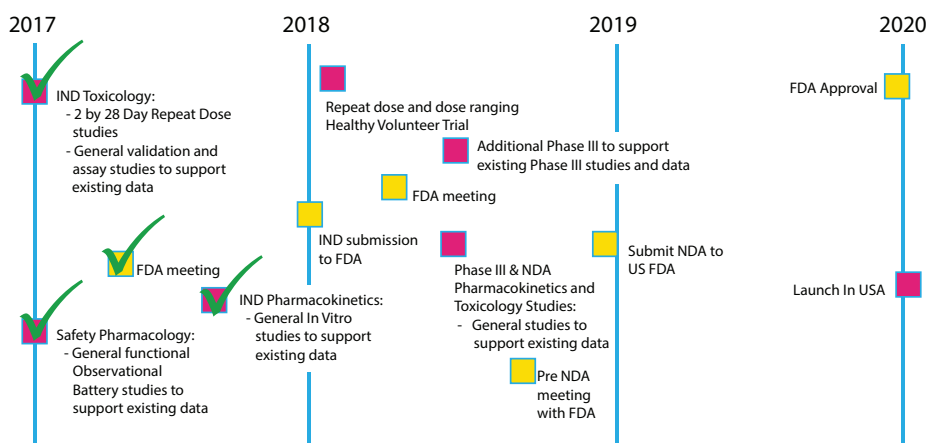 2017
2018
2019
2020
IND Toxicology:
- 2 by 28 Day Repeat Dose
studies
- General validation and
assay studies to support
existing data
FDA meeting
Safety Pharmacology:
- General functional
Observational
Battery studies to
support existing data
IND Pharmacokinetics:
- General In Vitro
studies to support
existing data
Repeat dose and dose ranging
Healthy Volunteer Trial
Additional Phase III to support
existing Phase III studies and data
FDA meeting
IND submission
to FDA
Phase III & NDA
Pharmacokinetics and
Toxicology Studies:
- General studies to
support existing data
Pre NDA
meeting
with FDA
Submit NDA to
US FDA
FDA Approval
Launch In USA